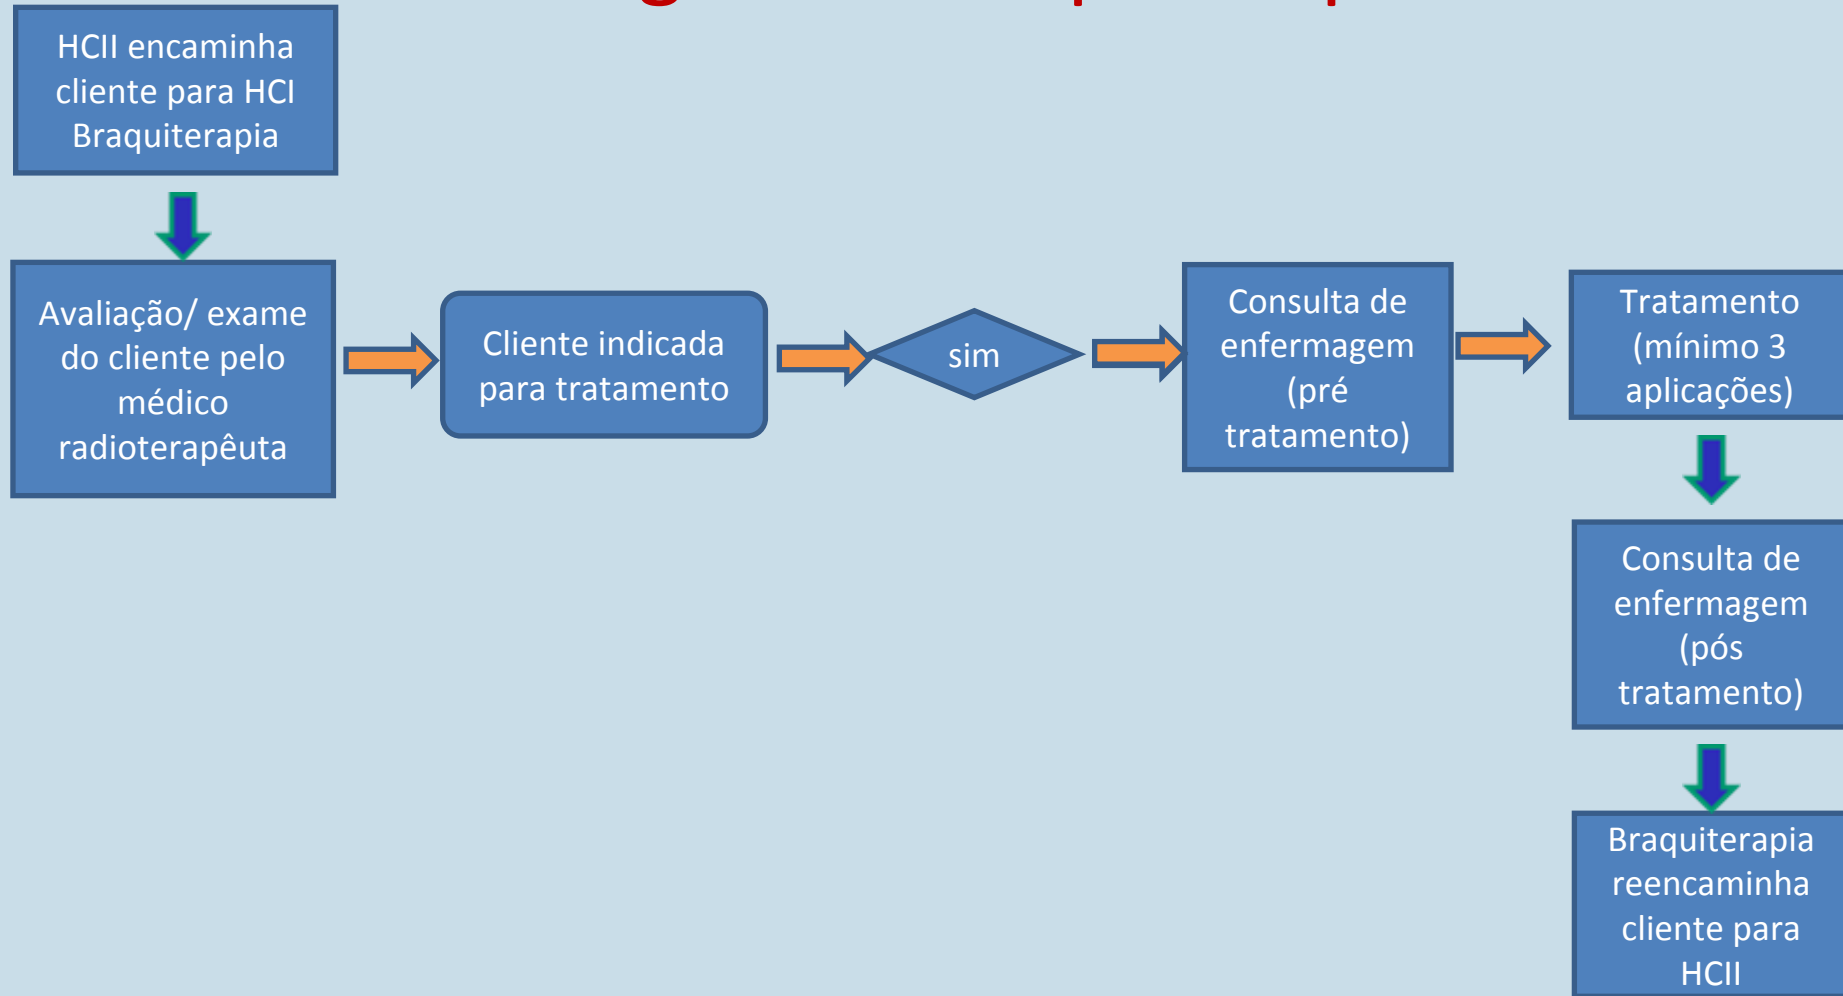 HCII encaminha
cliente para HCI
Braquiterapia
Avaliação/ exame
do cliente pelo
médico
radioterapêuta
Cliente indicada
para tratamento
sim
Consulta de
enfermagem
(pré
tratamento)
Tratamento
(mínimo 3
aplicações)
Consulta de
enfermagem
(pós
tratamento)
Braquiterapia
reencaminha
cliente para
HCII